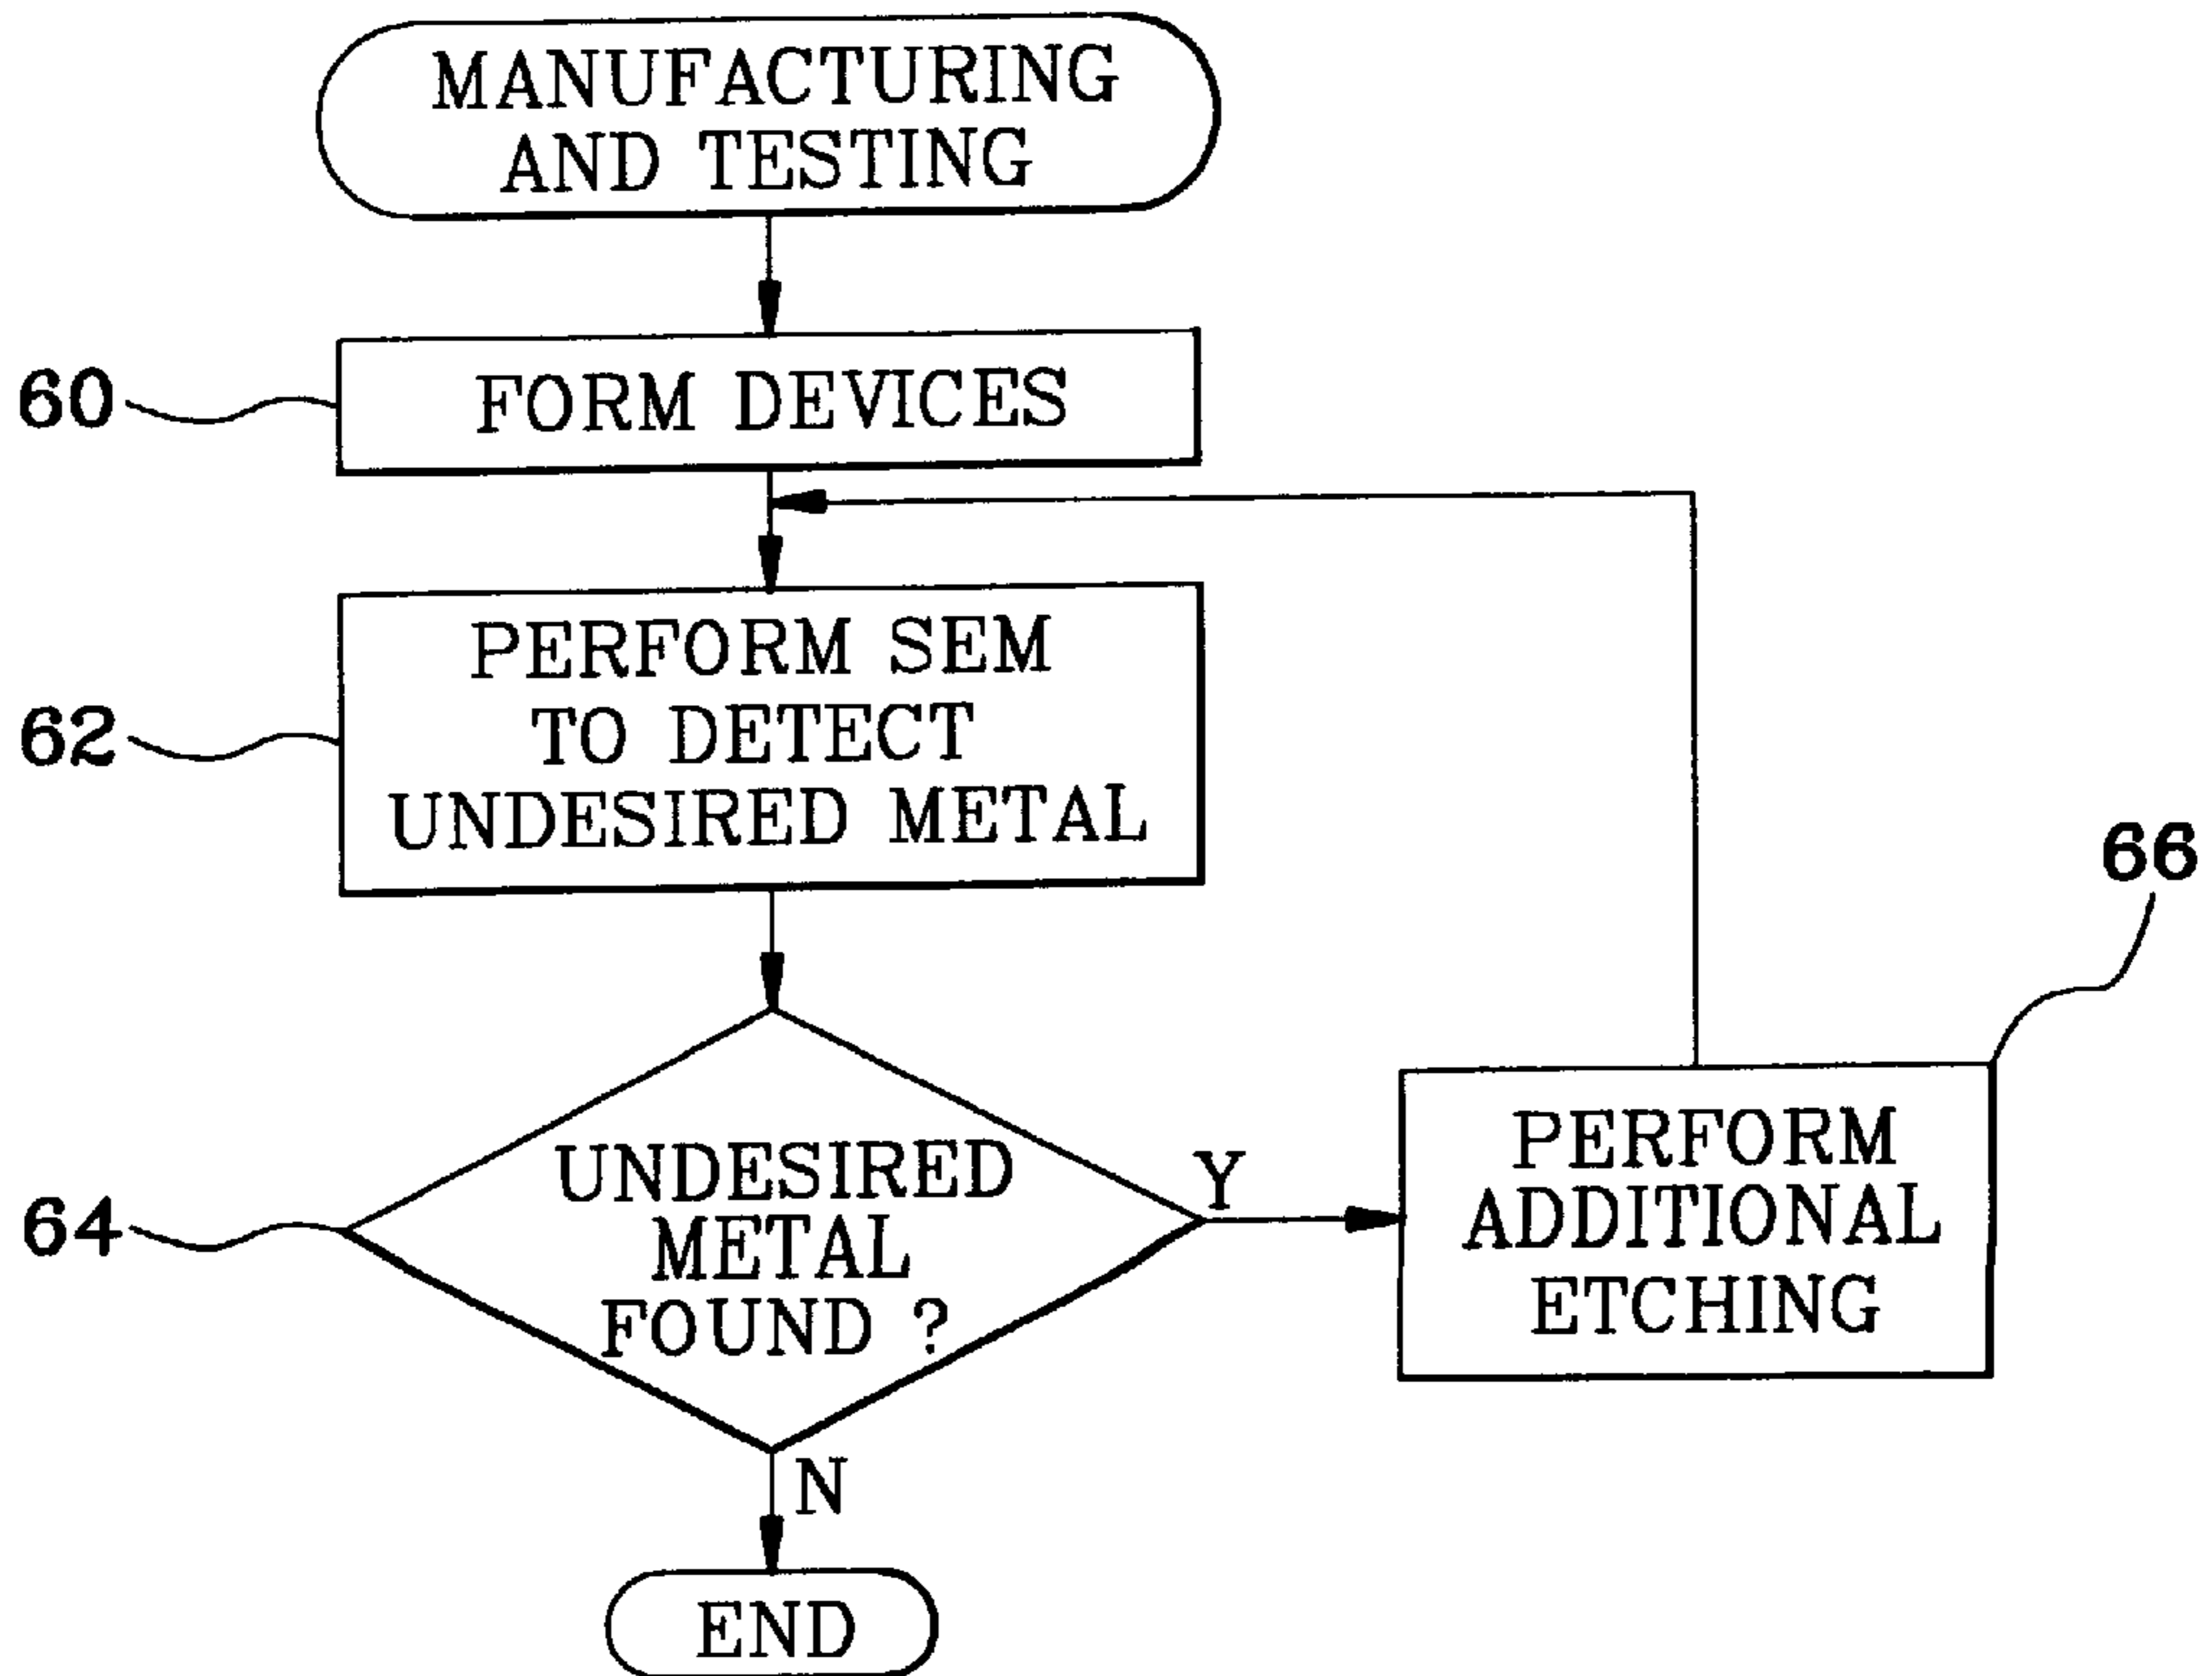 MANUFACTURING
AND TESTING
60
FORM DEVICES
62
PERFORM SEM
TO DETECT
UNDESIRED METAL
66
64
UNDESIRED
METAL
FOUND ?
Y
PERFORM
ADDITIONAL
ETCHING
N
END